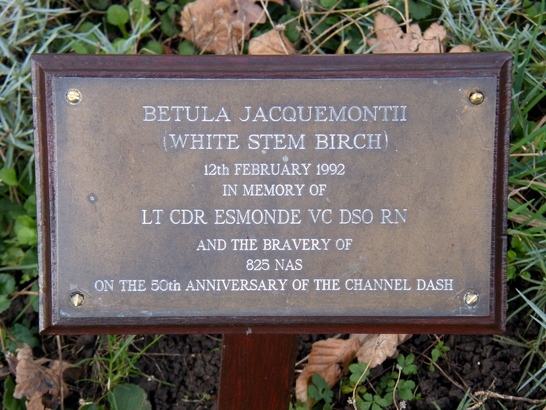 BETULA JACQUEMONTII
(WHITE STEM BIRCH)
12th FEBRUARY 1992
IN MEMORY OF
LT CDR ESMONDE VC DSO RN
AND THE BRAVERY OF
825 NAS
ON THE 50th ANNIVERSARY OF THE CHANNEL DASH